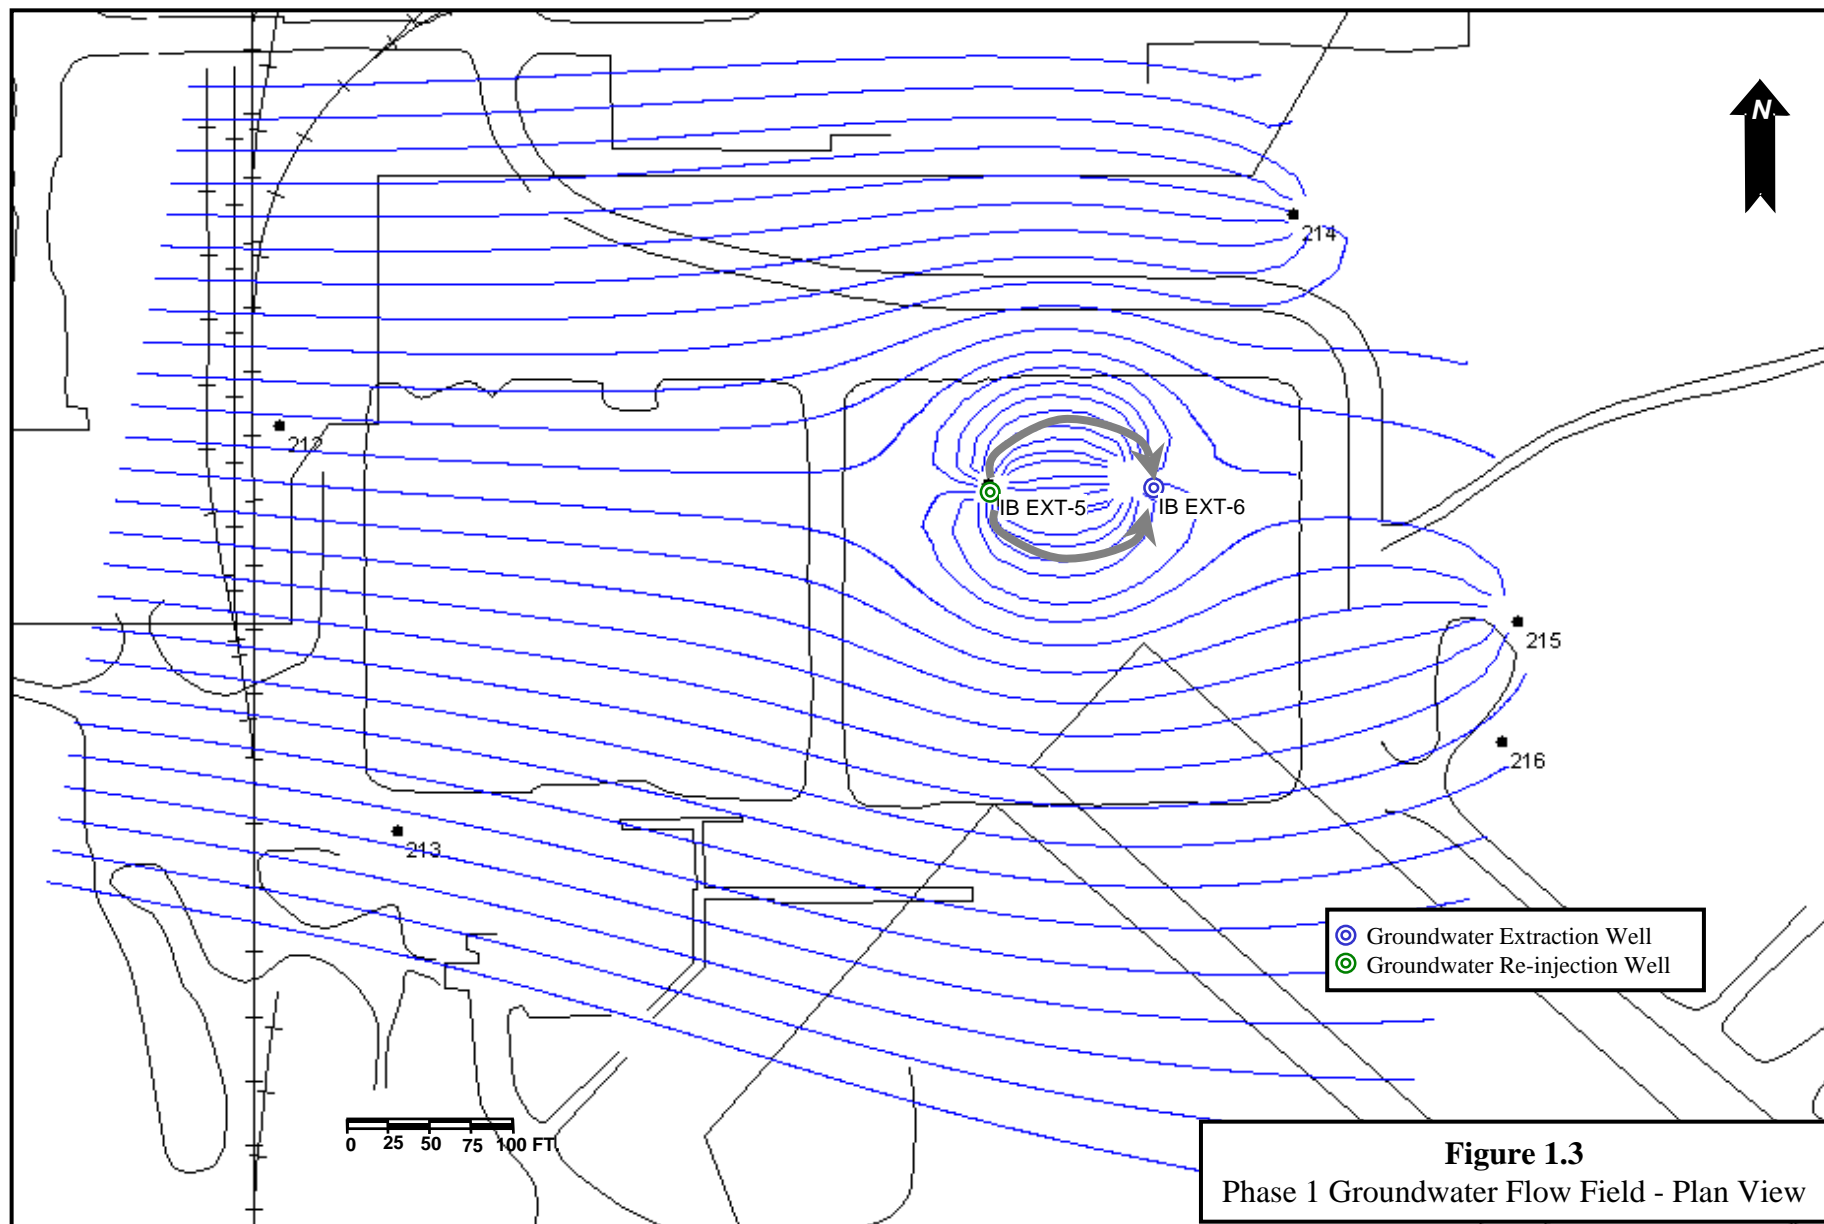 N
214
212
IB EXT-5
IB EXT-6
215
216
213
Groundwater Extraction Well
Groundwater Re-injection Well
0 25 50 75 100 FT
Figure 1.3
Phase 1 Groundwater Flow Field - Plan View